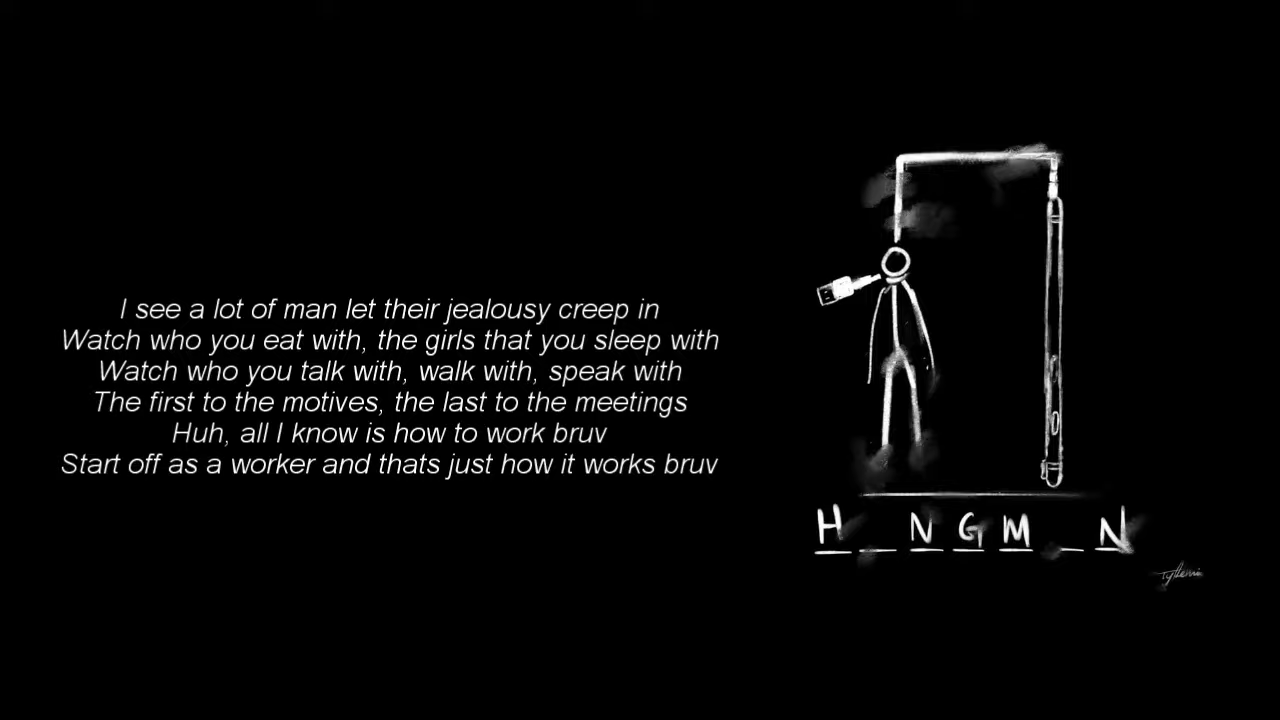 I see a lot of man let their jealousy creep in
Watch who you eat with, the girls that you sleep with
Watch who you talk with, walk with, speak with
The first to the motives, the last to the meetings
Huh, all I know is how to work bruv
Start off as a worker and thats just how it works bruv
H _ N G M _ N